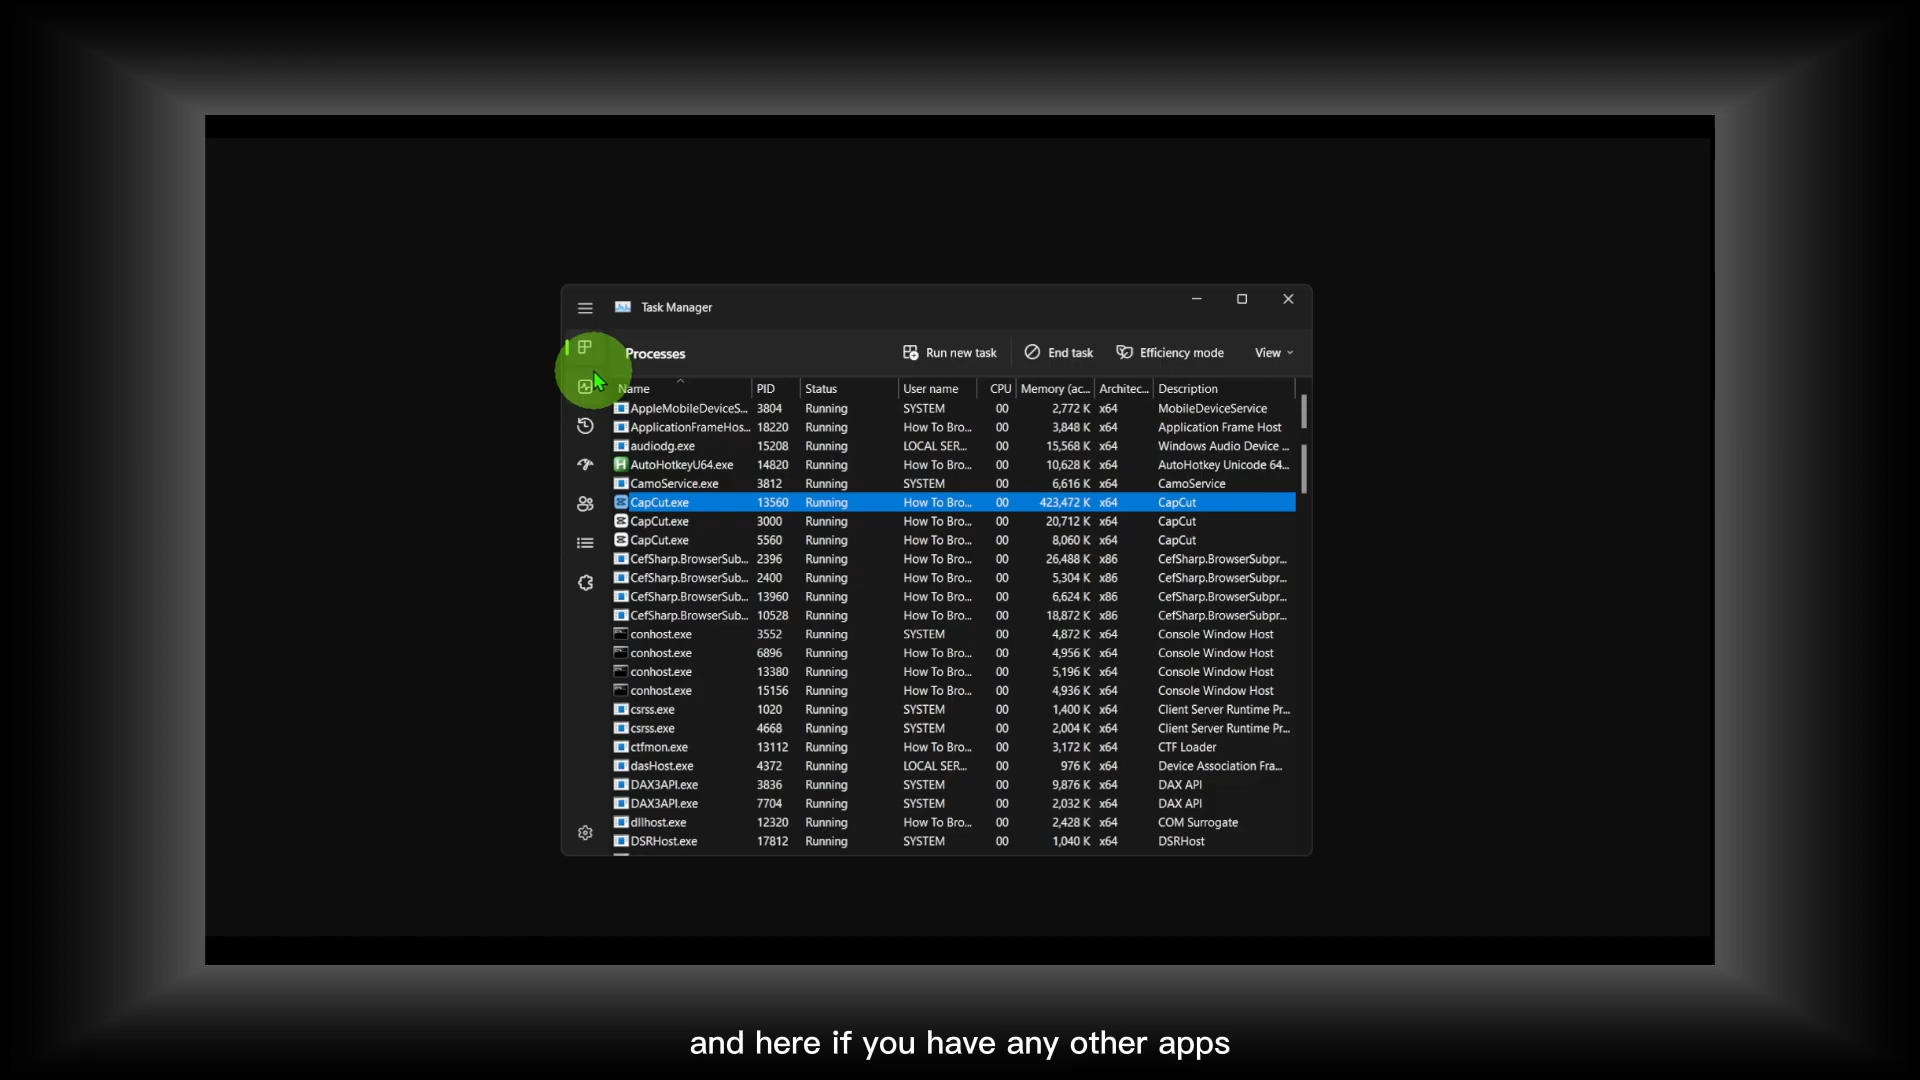 Task Manager
Processes Run new task End task Efficiency mode View
Name PID Status User name CPU Memory (ac... Architec... Description
AppleMobileDeviceS... 3804 Running SYSTEM 00 2,772 K x64 MobileDeviceService
ApplicationFrameHos... 18220 Running How To Bro... 00 3,848 K x64 Application Frame Host
audiodg.exe 15208 Running LOCAL SER... 00 15,568 K x64 Windows Audio Device ...
AutoHotkeyU64.exe 14820 Running How To Bro... 00 10,628 K x64 AutoHotkey Unicode 64...
CamoService.exe 3812 Running SYSTEM 00 6,616 K x64 CamoService
CapCut.exe 13560 Running How To Bro... 00 423,472 K x64 CapCut
CapCut.exe 3000 Running How To Bro... 00 20,712 K x64 CapCut
CapCut.exe 5560 Running How To Bro... 00 8,060 K x64 CapCut
CefSharp.BrowserSub... 2396 Running How To Bro... 00 26,488 K x86 CefSharp.BrowserSubpr...
CefSharp.BrowserSub... 2400 Running How To Bro... 00 5,304 K x86 CefSharp.BrowserSubpr...
CefSharp.BrowserSub... 13960 Running How To Bro... 00 6,624 K x86 CefSharp.BrowserSubpr...
CefSharp.BrowserSub... 10528 Running How To Bro... 00 18,872 K x86 CefSharp.BrowserSubpr...
conhost.exe 3552 Running SYSTEM 00 4,872 K x64 Console Window Host
conhost.exe 6896 Running How To Bro... 00 4,956 K x64 Console Window Host
conhost.exe 13380 Running How To Bro... 00 5,196 K x64 Console Window Host
conhost.exe 15156 Running How To Bro... 00 4,936 K x64 Console Window Host
csrss.exe 1020 Running SYSTEM 00 1,400 K x64 Client Server Runtime Pr...
csrss.exe 4668 Running SYSTEM 00 2,004 K x64 Client Server Runtime Pr...
ctfmon.exe 13112 Running How To Bro... 00 3,172 K x64 CTF Loader
dasHost.exe 4372 Running LOCAL SER... 00 976 K x64 Device Association Fra...
DAX3API.exe 3836 Running SYSTEM 00 9,876 K x64 DAX API
DAX3API.exe 7704 Running SYSTEM 00 2,032 K x64 DAX API
dllhost.exe 12320 Running How To Bro... 00 2,428 K x64 COM Surrogate
DSRHost.exe 17812 Running SYSTEM 00 1,040 K x64 DSRHost
and here if you have any other apps